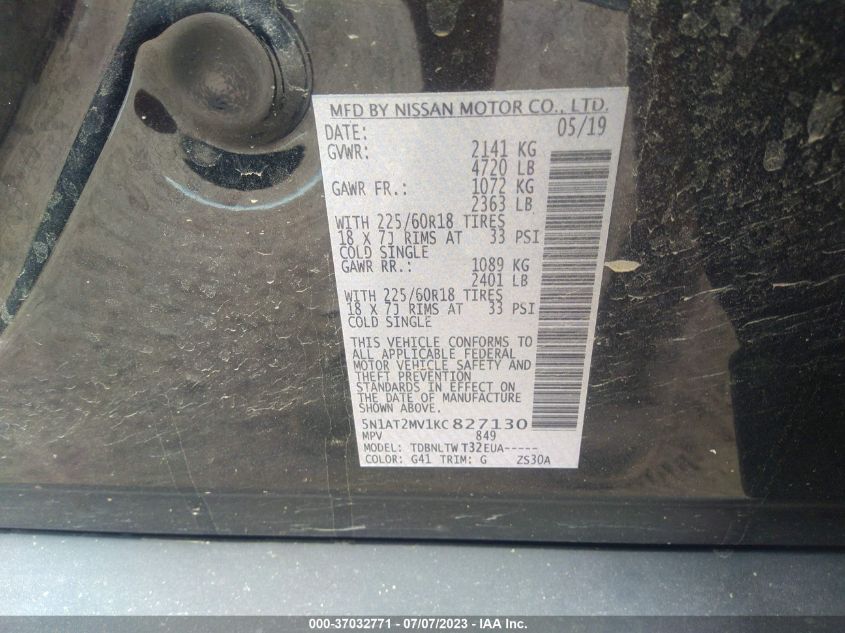 MFD BY NISSAN MOTOR CO., LTD.
DATE: 05/19
GVWR: 2141 KG
4720 LB
GAWR FR.: 1072 KG
2363 LB
WITH 225/60R18 TIRES
18 X 7J RIMS AT 33 PSI
COLD SINGLE
GAWR RR.: 1089 KG
2401 LB
WITH 225/60R18 TIRES
18 X 7J RIMS AT 33 PSI
COLD SINGLE
THIS VEHICLE CONFORMS TO
ALL APPLICABLE FEDERAL
MOTOR VEHICLE SAFETY AND
THEFT PREVENTION
STANDARDS IN EFFECT ON
THE DATE OF MANUFACTURE
SHOWN ABOVE.
5N1AT2MV1KC827130
MPV 849
MODEL: TDBNLTWT32EUA-----
COLOR: G41 TRIM: G ZS30A
000-37032771 - 07/07/2023 - IAA Inc.